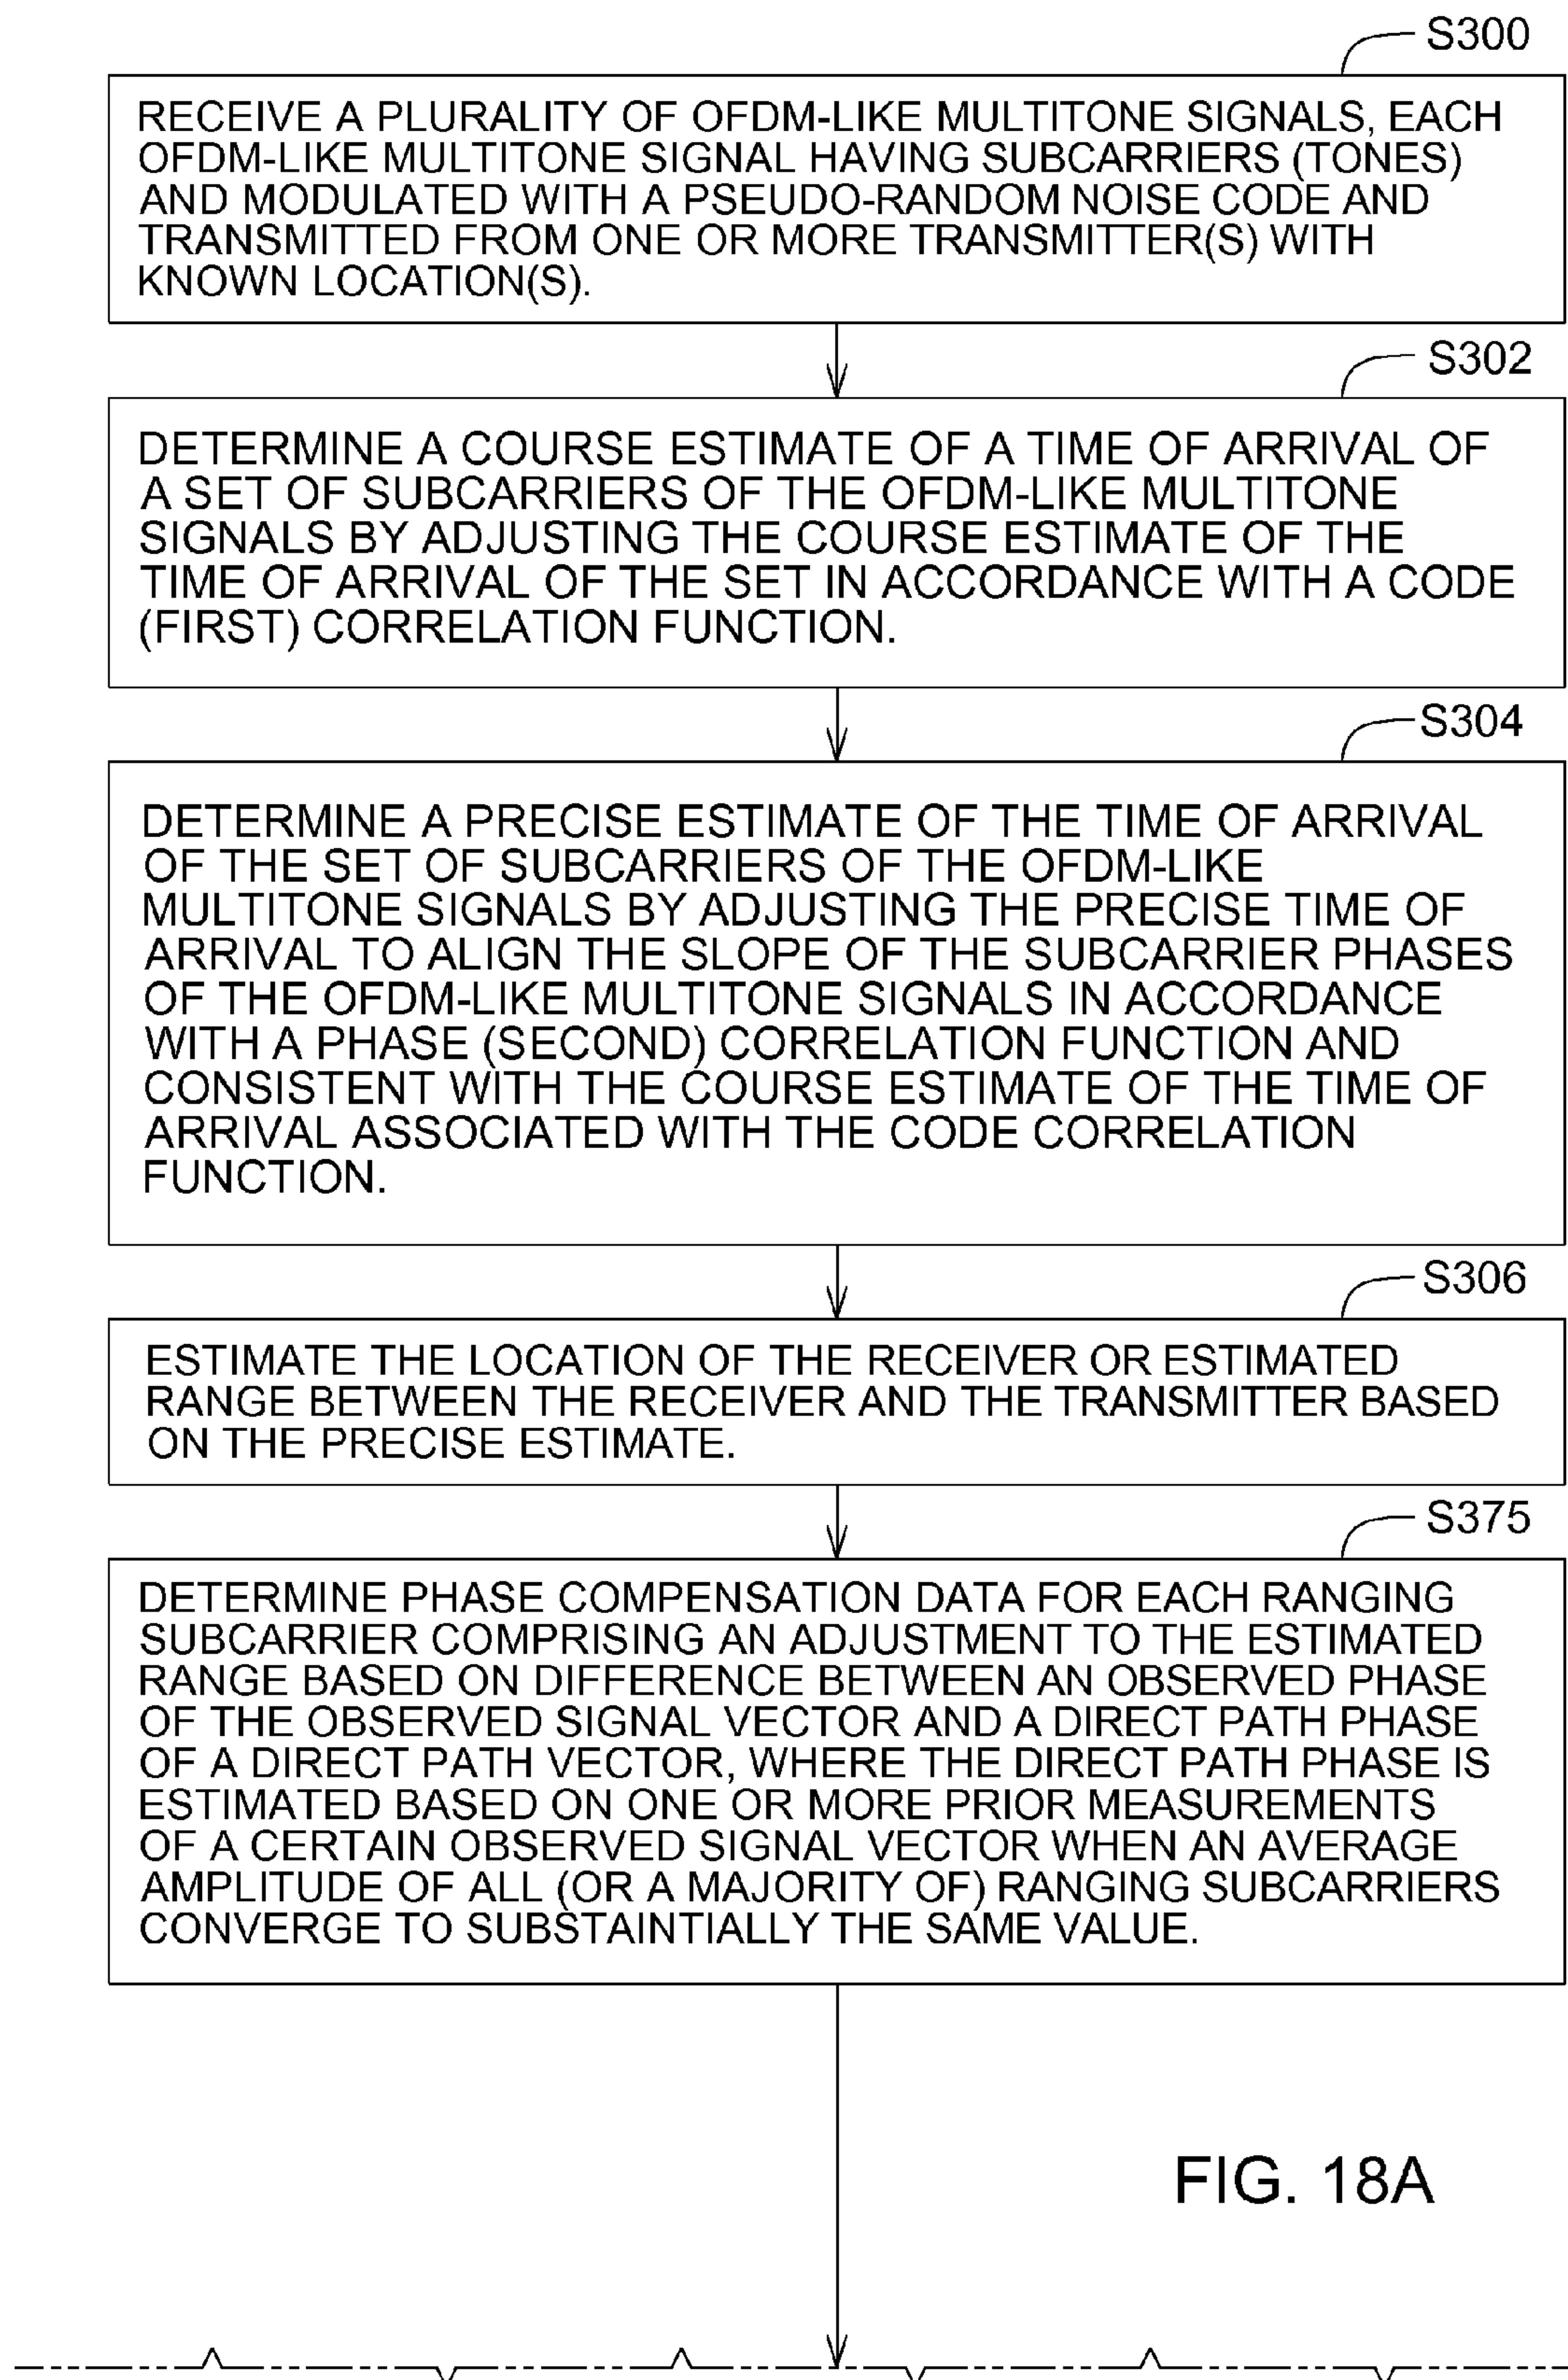 S300
RECEIVE A PLURALITY OF OFDM-LIKE MULTITONE SIGNALS, EACH
OFDM-LIKE MULTITONE SIGNAL HAVING SUBCARRIERS (TONES)
AND MODULATED WITH A PSEUDO-RANDOM NOISE CODE AND
TRANSMITTED FROM ONE OR MORE TRANSMITTER(S) WITH
KNOWN LOCATION(S).
S302
DETERMINE A COURSE ESTIMATE OF A TIME OF ARRIVAL OF
A SET OF SUBCARRIERS OF THE OFDM-LIKE MULTITONE
SIGNALS BY ADJUSTING THE COURSE ESTIMATE OF THE
TIME OF ARRIVAL OF THE SET IN ACCORDANCE WITH A CODE
(FIRST) CORRELATION FUNCTION.
S304
DETERMINE A PRECISE ESTIMATE OF THE TIME OF ARRIVAL
OF THE SET OF SUBCARRIERS OF THE OFDM-LIKE
MULTITONE SIGNALS BY ADJUSTING THE PRECISE TIME OF
ARRIVAL TO ALIGN THE SLOPE OF THE SUBCARRIER PHASES
OF THE OFDM-LIKE MULTITONE SIGNALS IN ACCORDANCE
WITH A PHASE (SECOND) CORRELATION FUNCTION AND
CONSISTENT WITH THE COURSE ESTIMATE OF THE TIME OF
ARRIVAL ASSOCIATED WITH THE CODE CORRELATION
FUNCTION.
S306
ESTIMATE THE LOCATION OF THE RECEIVER OR ESTIMATED
RANGE BETWEEN THE RECEIVER AND THE TRANSMITTER BASED
ON THE PRECISE ESTIMATE.
S375
DETERMINE PHASE COMPENSATION DATA FOR EACH RANGING
SUBCARRIER COMPRISING AN ADJUSTMENT TO THE ESTIMATED
RANGE BASED ON DIFFERENCE BETWEEN AN OBSERVED PHASE
OF THE OBSERVED SIGNAL VECTOR AND A DIRECT PATH PHASE
OF A DIRECT PATH VECTOR, WHERE THE DIRECT PATH PHASE IS
ESTIMATED BASED ON ONE OR MORE PRIOR MEASUREMENTS
OF A CERTAIN OBSERVED SIGNAL VECTOR WHEN AN AVERAGE
AMPLITUDE OF ALL (OR A MAJORITY OF) RANGING SUBCARRIERS
CONVERGE TO SUBSTAINTIALLY THE SAME VALUE.
FIG. 18A